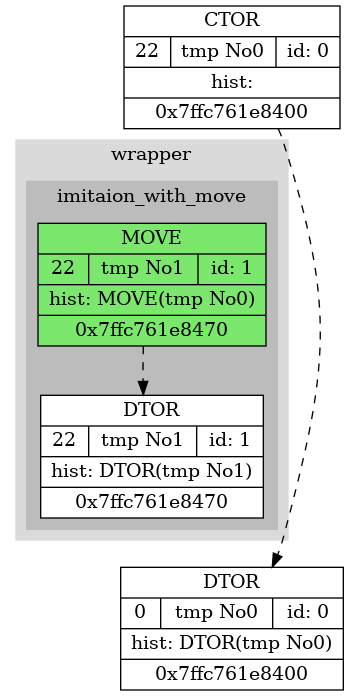 CTOR
22 tmp No0 id: 0
hist:
0x7ffc761e8400
wrapper
imitaion_with_move
MOVE
22 tmp No1 id: 1
hist: MOVE(tmp No0)
0x7ffc761e8470
DTOR
22 tmp No1 id: 1
hist: DTOR(tmp No1)
0x7ffc761e8470
DTOR
0 tmp No0 id: 0
hist: DTOR(tmp No0)
0x7ffc761e8400